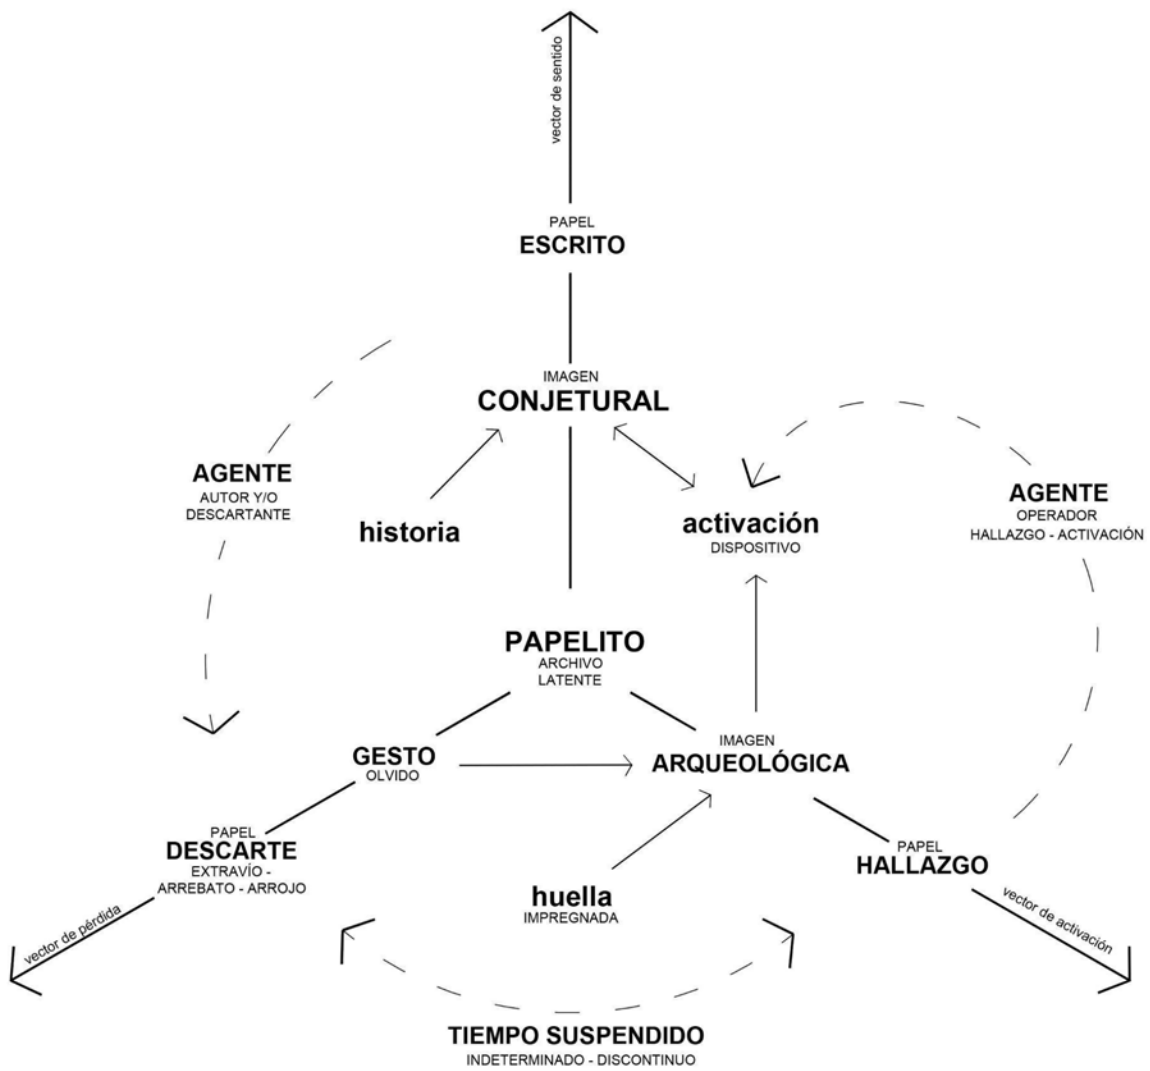 vector de sentido
PAPEL
ESCRITO
IMAGEN
CONJETURAL
AGENTE
AUTOR Y/O
DESCARTANTE
historia
activación
DISPOSITIVO
AGENTE
OPERADOR
HALLAZGO - ACTIVACIÓN
PAPELITO
ARCHIVO
LATENTE
GESTO
OLVIDO
IMAGEN
ARQUEOLÓGICA
PAPEL
DESCARTE
EXTRAVÍO -
ARREBATO - ARROJO
PAPEL
HALLAZGO
huella
IMPREGNADA
vector de pérdida
vector de activación
TIEMPO SUSPENDIDO
INDETERMINADO - DISCONTINUO